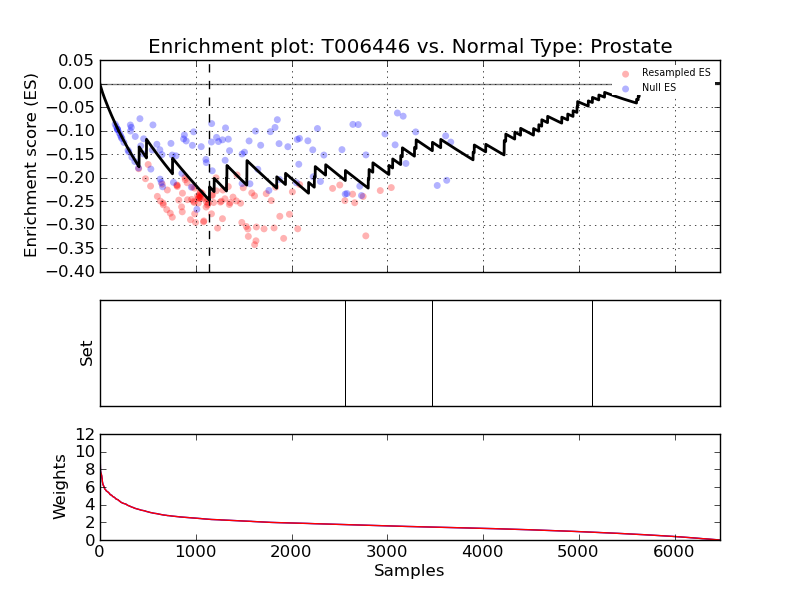 Enrichment plot: T006446 vs. Normal Type: Prostate
Enrichment score (ES)
0.05
0.00
−0.05
−0.10
−0.15
−0.20
−0.25
−0.30
−0.35
−0.40
Resampled ES
Null ES
Set
Weights
12
10
8
6
4
2
0
0 1000 2000 3000 4000 5000 6000
Samples